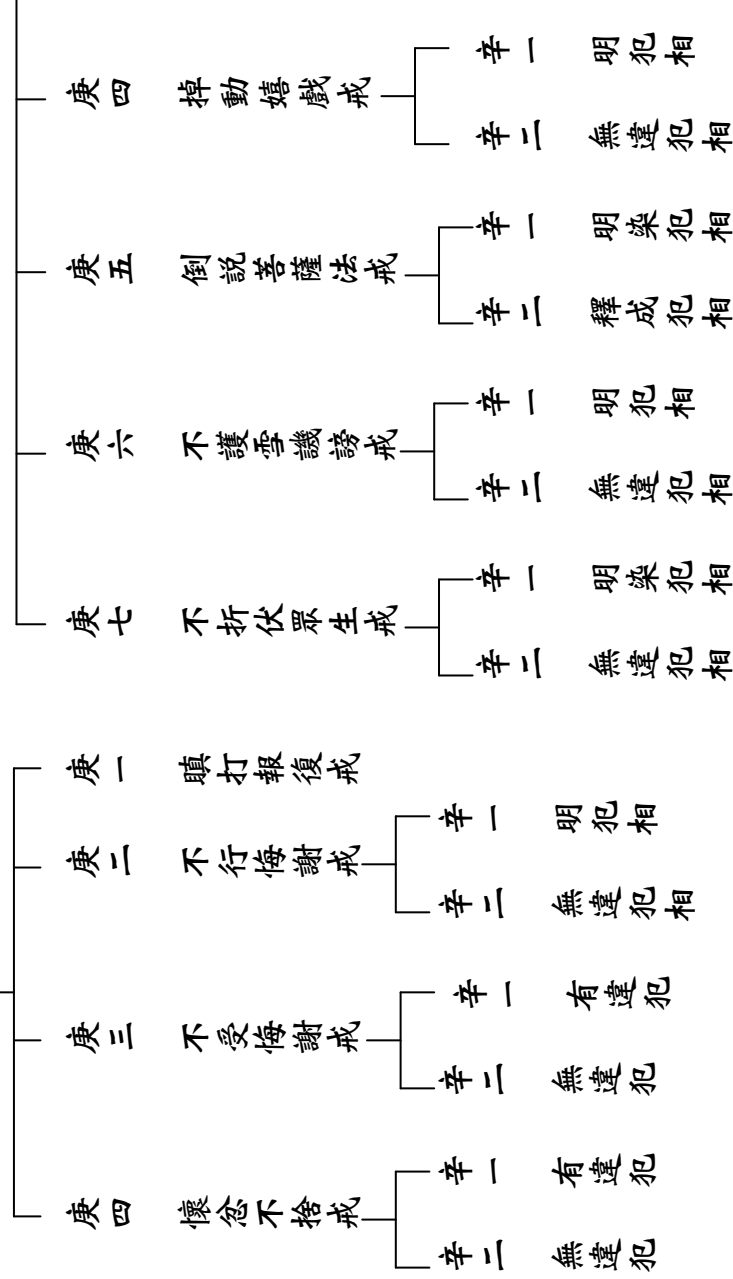 庚四 掉動嬉戲戒
辛一 明犯相
辛二 無違犯相
庚五 倒説菩薩法戒
辛一 明染犯相
辛二 釋成犯相
庚六 不護雪譏謗戒
辛一 明犯相
辛二 無違犯相
庚七 不折伏眾生戒
辛一 明染犯相
辛二 無違犯相
庚一 瞋打報復戒
庚二 不行悔謝戒
辛一 明犯相
辛二 無違犯相
庚三 不受悔謝戒
辛一 有違犯
辛二 無違犯
庚四 懷忿不捨戒
辛一 有違犯
辛二 無違犯